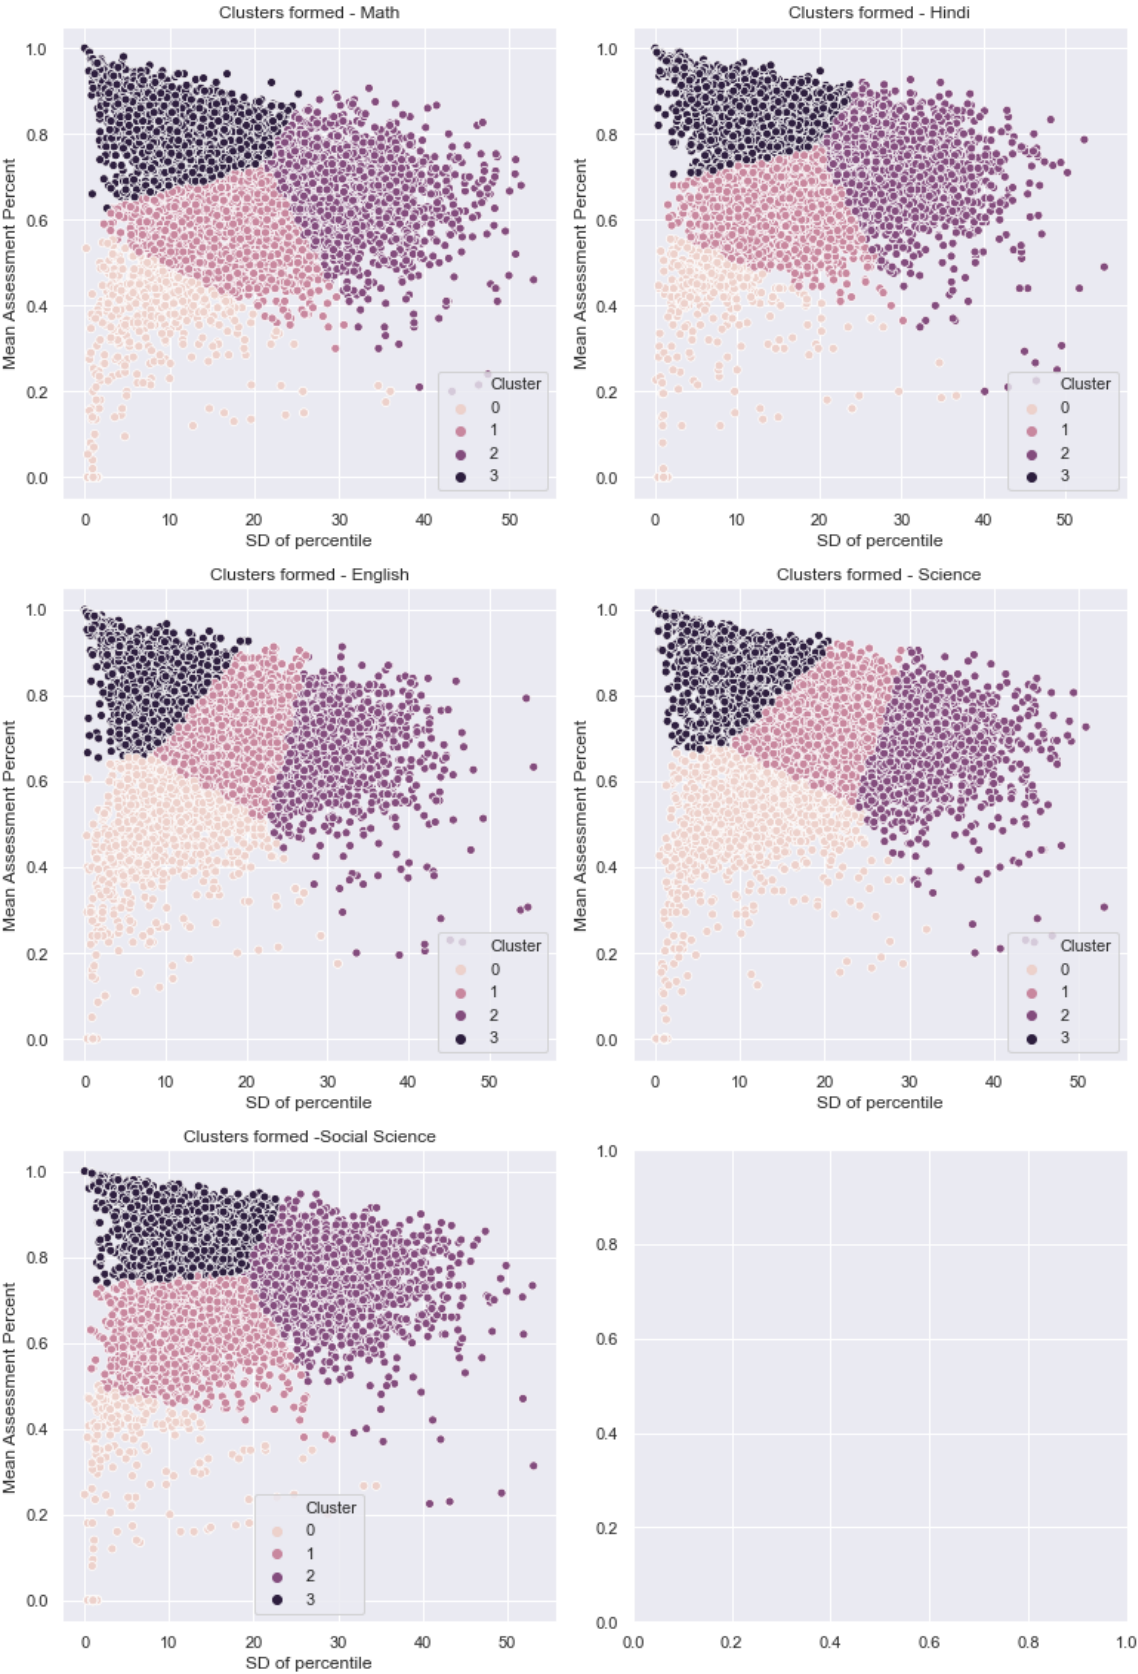 Clusters formed - Math
Mean Assessment Percent
1.0
0.8
0.6
0.4
0.2
0.0
Cluster
0
1
2
3
0 10 20 30 40 50
SD of percentile
Clusters formed - Hindi
Mean Assessment Percent
1.0
0.8
0.6
0.4
0.2
0.0
Cluster
0
1
2
3
0 10 20 30 40 50
SD of percentile
Clusters formed - English
Mean Assessment Percent
1.0
0.8
0.6
0.4
0.2
0.0
Cluster
0
1
2
3
0 10 20 30 40 50
SD of percentile
Clusters formed - Science
Mean Assessment Percent
1.0
0.8
0.6
0.4
0.2
0.0
Cluster
0
1
2
3
0 10 20 30 40 50
SD of percentile
Clusters formed -Social Science
Mean Assessment Percent
1.0
0.8
0.6
0.4
0.2
0.0
Cluster
0
1
2
3
0 10 20 30 40 50
SD of percentile
1.0
0.8
0.6
0.4
0.2
0.0
0.0 0.2 0.4 0.6 0.8 1.0